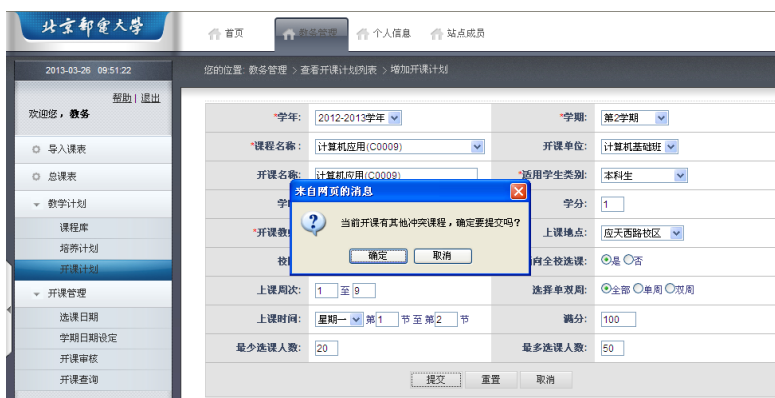 北京邮电大学
首页 教务管理 个人信息 站点成员
2013-03-26 09:51:22
您的位置: 教务管理 > 查看开课计划列表 > 增加开课计划
帮助 | 退出
欢迎您，教务
导入课表
总课表
教学计划
课程库
培养计划
开课计划
开课管理
选课日期
学期日期设定
开课审核
开课查询
*学年: 2012-2013学年 *学期: 第2学期
*课程名称: 计算机应用(C0009) 开课单位: 计算机基础班
开课名称: 计算机应用(C0009) *适用学生类别: 本科生
学 学分: 1
*开课教 上课地点: 应天西路校区
校 向全校选课: 是 否
来自网页的消息
当前开课有其他冲突课程，确定要提交吗?
确定 取消
上课周次: 1 至 9 选择单双周: 全部 单周 双周
上课时间: 星期一 第1 节 至 第2 节 满分: 100
最少选课人数: 20 最多选课人数: 50
提交 重置 取消